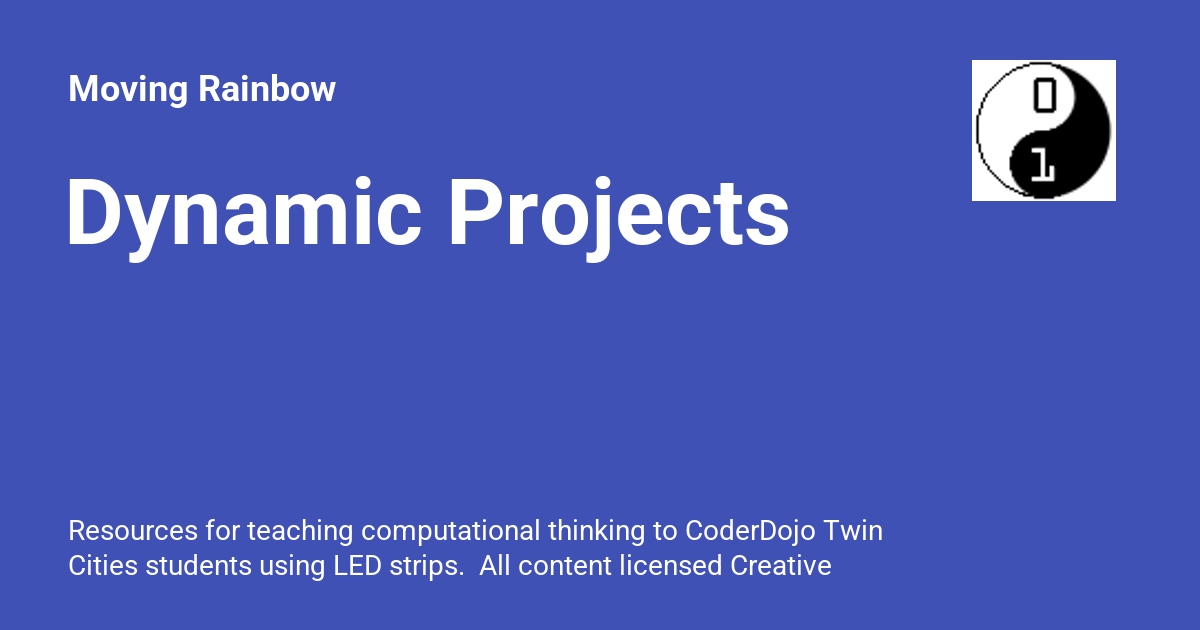 Moving Rainbow
0
1
Dynamic Projects
Resources for teaching computational thinking to CoderDojo Twin
Cities students using LED strips.  All content licensed Creative